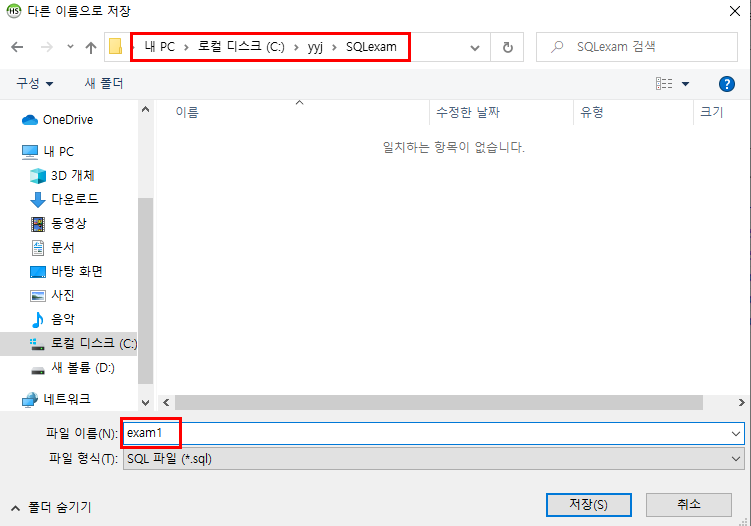 HS 다른 이름으로 저장
내 PC > 로컬 디스크 (C:) > yyj > SQLexam
SQLexam 검색
구성
새 폴더
이름
수정한 날짜
유형
크기
일치하는 항목이 없습니다.
OneDrive
내 PC
3D 개체
다운로드
동영상
문서
바탕 화면
사진
음악
로컬 디스크 (C:)
새 볼륨 (D:)
네트워크
파일 이름(N): exam1
파일 형식(T): SQL 파일 (*.sql)
폴더 숨기기
저장(S)
취소